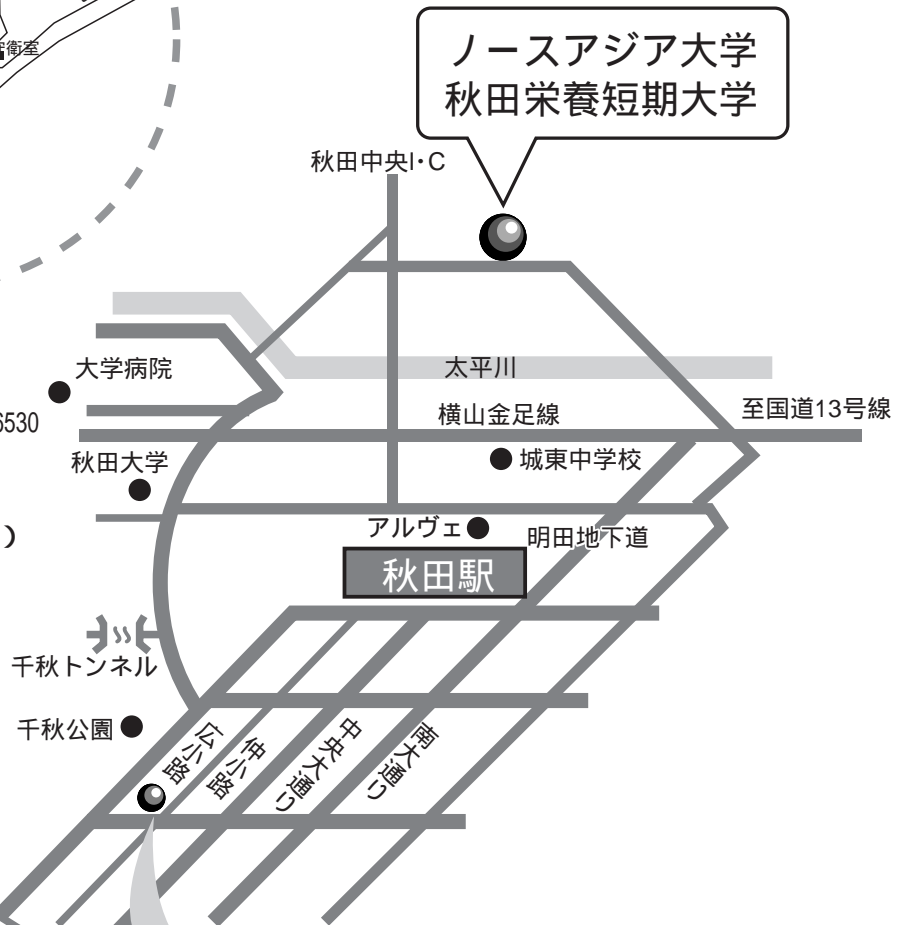 ノースアジア大学
秋田栄養短期大学
衛室
秋田中央I・C
大学病院
太平川
6530
横山金足線
至国道13号線
秋田大学
城東中学校
)
アルヴェ
明田地下道
秋田駅
千秋トンネル
千秋公園
広小路
仲小路
中央大通り
南大通り